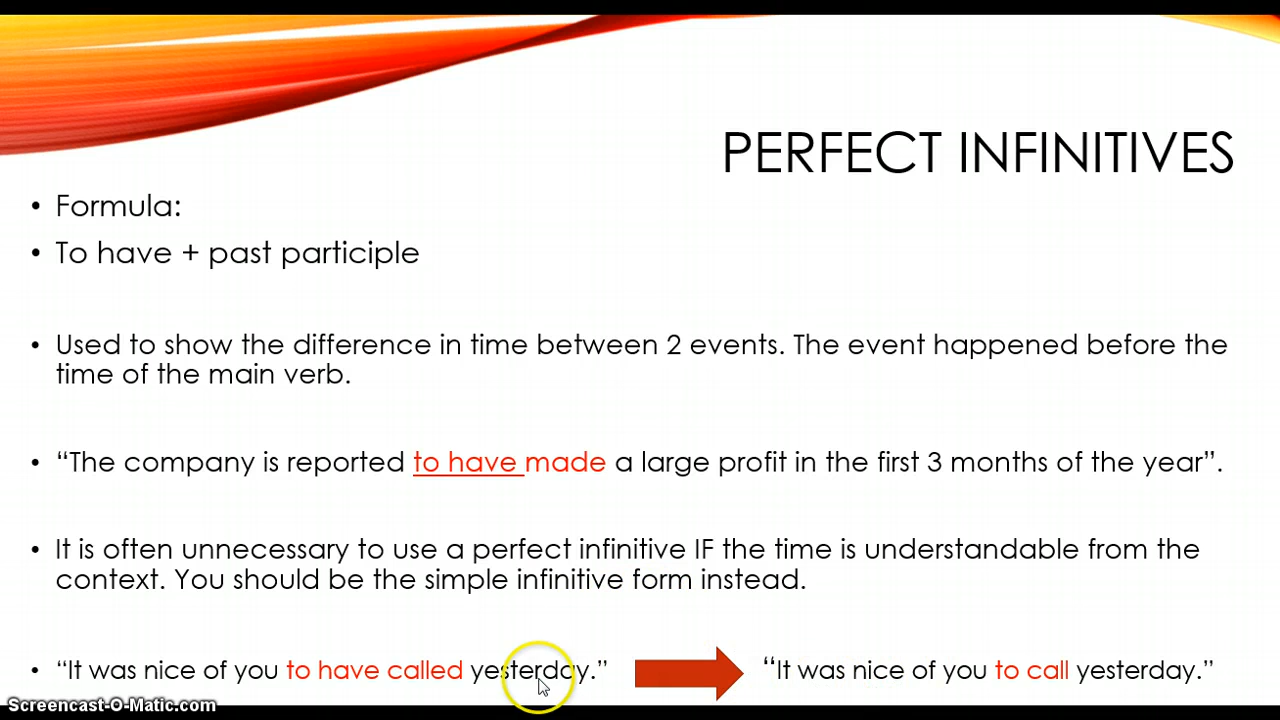 PERFECT INFINITIVES
• Formula:
• To have + past participle
• Used to show the difference in time between 2 events. The event happened before the
time of the main verb.
• “The company is reported to have made a large profit in the first 3 months of the year”.
• It is often unnecessary to use a perfect infinitive IF the time is understandable from the
context. You should be the simple infinitive form instead.
• “It was nice of you to have called yesterday.” “It was nice of you to call yesterday.”
Screencast-O-Matic.com